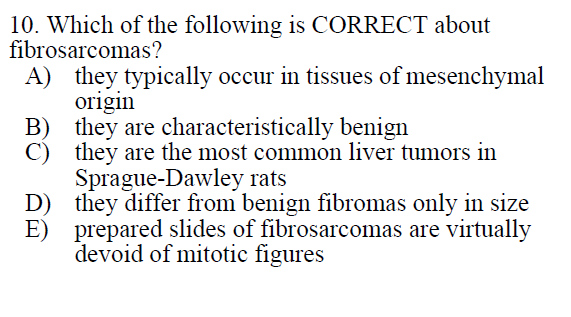 10. Which of the following is CORRECT about
fibrosarcomas?
A) they typically occur in tissues of mesenchymal
origin
B) they are characteristically benign
C) they are the most common liver tumors in
Sprague-Dawley rats
D) they differ from benign fibromas only in size
E) prepared slides of fibrosarcomas are virtually
devoid of mitotic figures